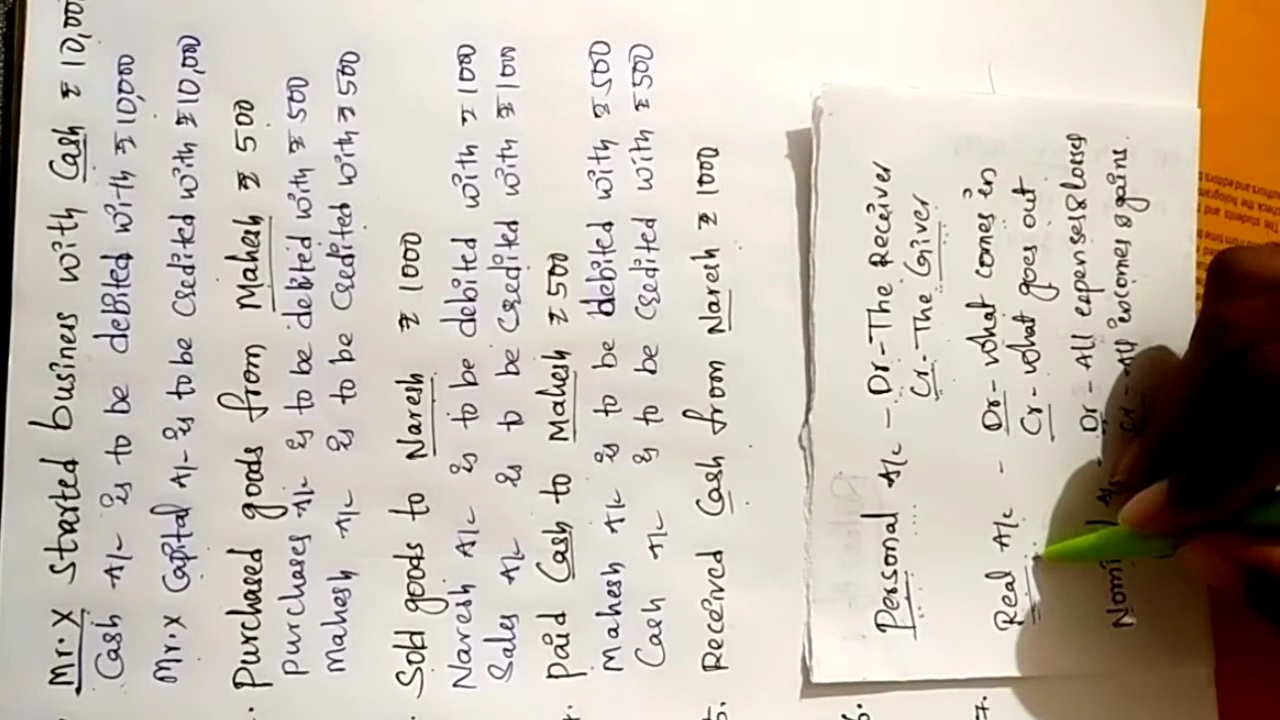 Mr. X started business with Cash ₹ 10,000
Cash A/c is to be debited with ₹ 10,000
Mr. X Capital A/c is to be credited with ₹ 10,000
Purchased goods from Mahesh ₹ 500
Purchases A/c is to be debited with ₹ 500
Mahesh A/c is to be credited with ₹ 500
Sold goods to Naresh ₹ 1000
Naresh A/c is to be debited with ₹ 1000
Sales A/c is to be credited with ₹ 1000
Paid Cash to Mahesh ₹ 500
Mahesh A/c is to be debited with ₹ 500
Cash A/c is to be credited with ₹ 500
5. Received Cash from Naresh ₹ 1000
6.
7.
Personal A/c - Dr - The Receiver
Cr - The Giver
Real A/c - Dr - what comes in
Cr - what goes out
A/c - Dr - All expenses & losses
Cr - All incomes & gains.